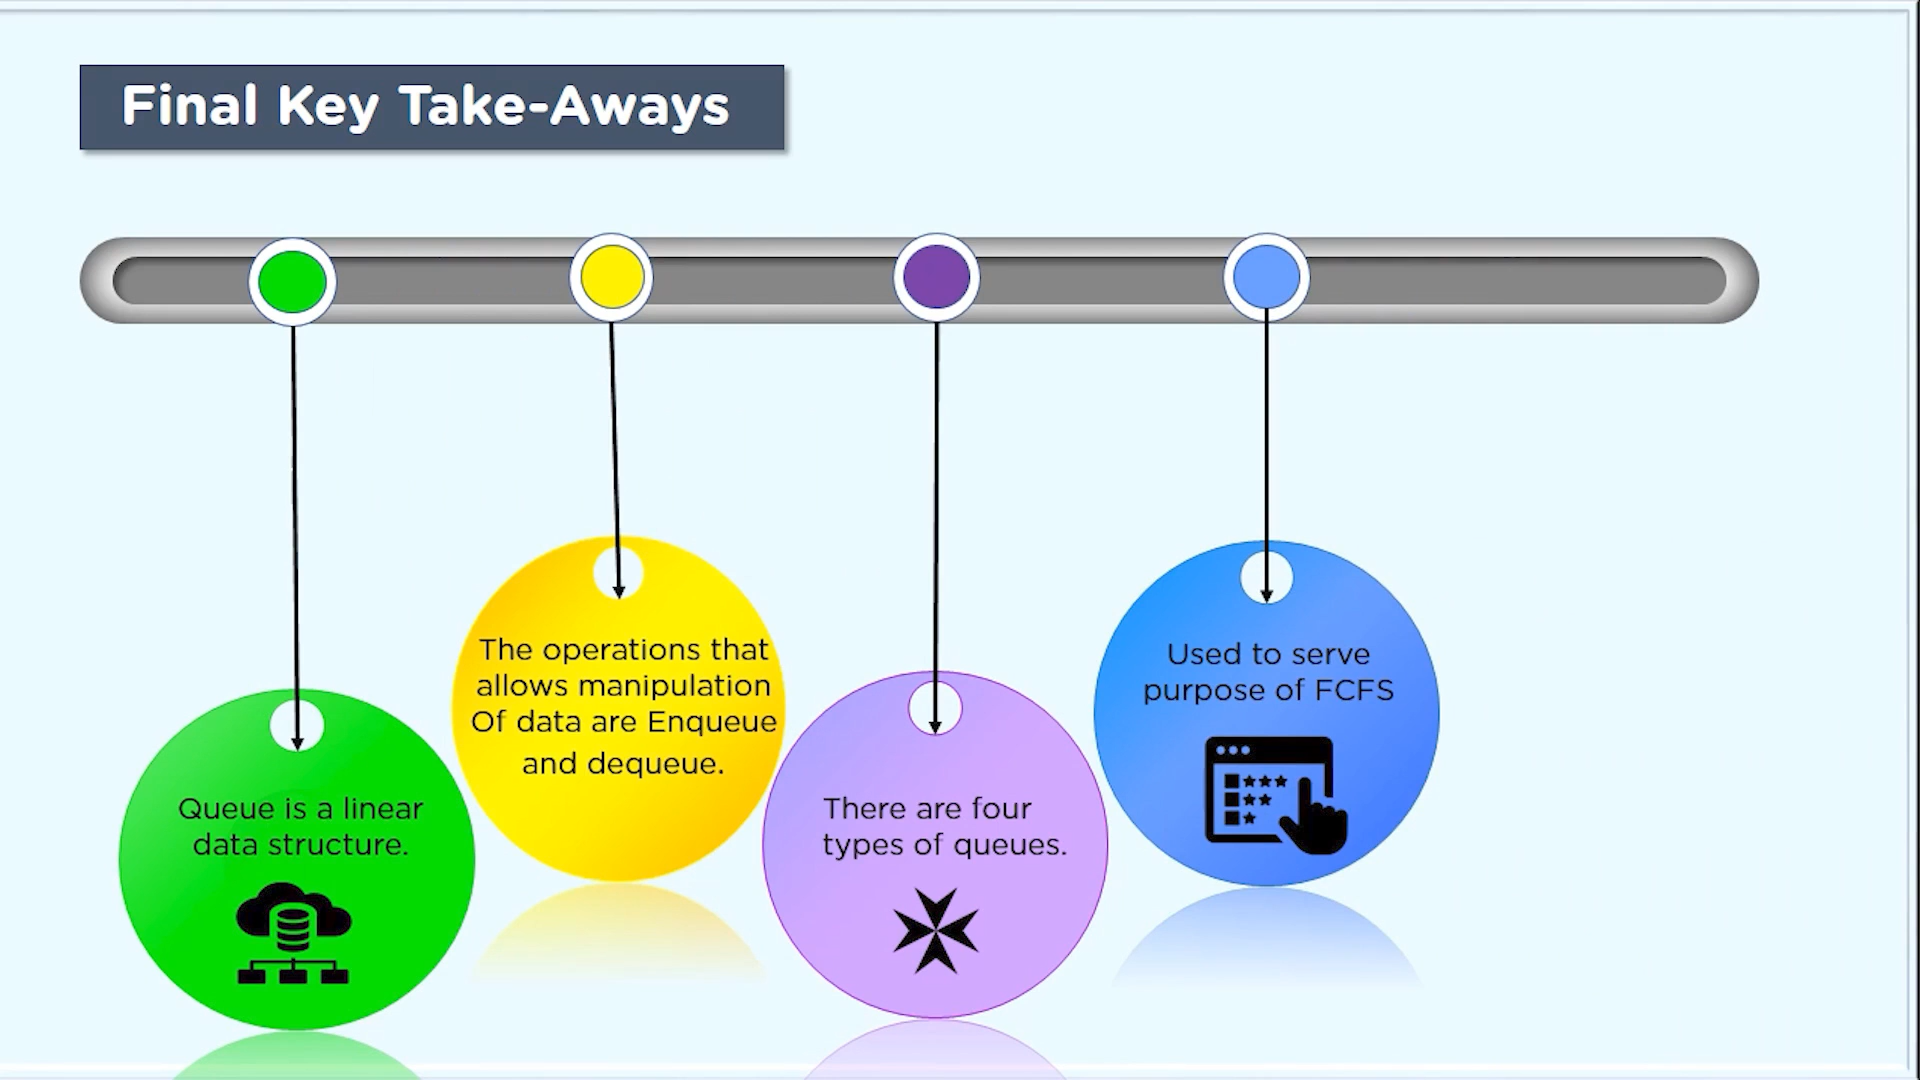 Final Key Take-Aways
Queue is a linear
data structure.
The operations that
allows manipulation
Of data are Enqueue
and dequeue.
There are four
types of queues.
Used to serve
purpose of FCFS